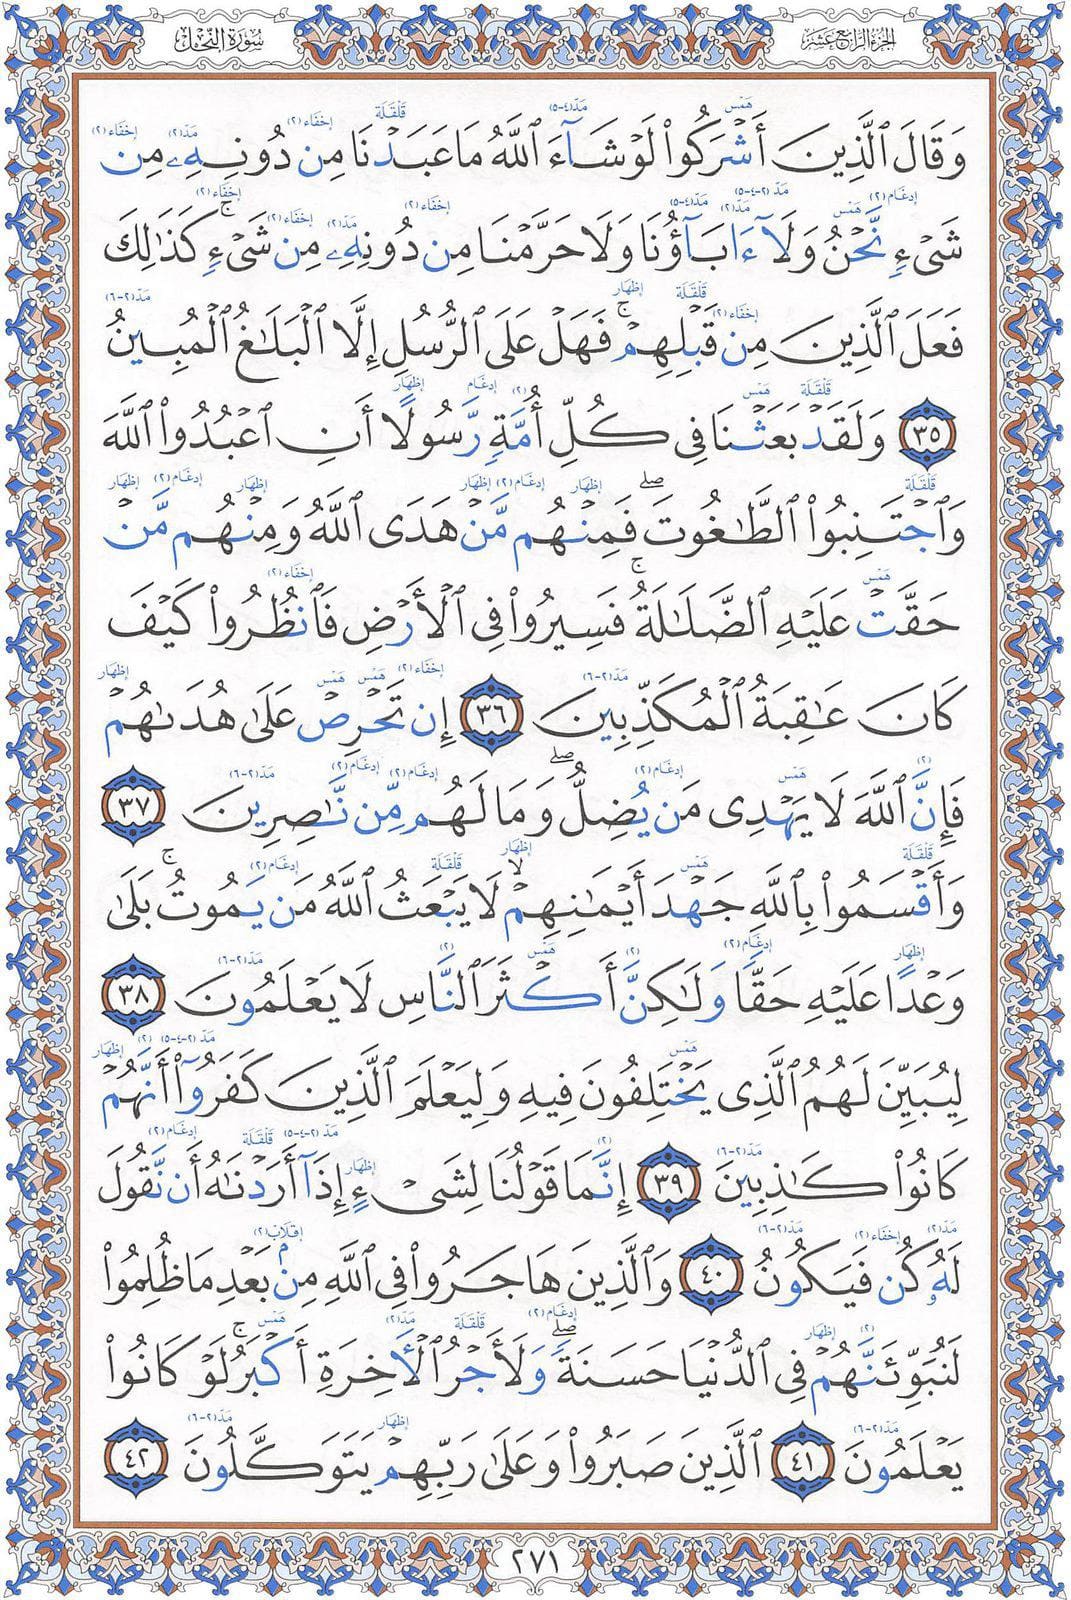 الجزء الرابع عشر
سورة النحل
وَقَالَ ٱلَّذِينَ أَشۡرَكُواْ لَوۡ شَآءَ ٱللَّهُ مَا عَبَدۡنَا مِن دُونِهِۦ مِن
شَيۡءٖ نَّحۡنُ وَلَآ ءَابَآؤُنَا وَلَا حَرَّمۡنَا مِن دُونِهِۦ مِن شَيۡءٖۚ كَذَٰلِكَ
فَعَلَ ٱلَّذِينَ مِن قَبۡلِهِمۡۚ فَهَلۡ عَلَى ٱلرُّسُلِ إِلَّا ٱلۡبَلَٰغُ ٱلۡمُبِينُ
٣٥ وَلَقَدۡ بَعَثۡنَا فِي كُلِّ أُمَّةٖ رَّسُولًا أَنِ ٱعۡبُدُواْ ٱللَّهَ
وَٱجۡتَنِبُواْ ٱلطَّٰغُوتَۖ فَمِنۡهُم مَّنۡ هَدَى ٱللَّهُ وَمِنۡهُم مَّنۡ
حَقَّتۡ عَلَيۡهِ ٱلضَّلَٰلَةُۚ فَسِيرُواْ فِي ٱلۡأَرۡضِ فَٱنظُرُواْ كَيۡفَ
كَانَ عَٰقِبَةُ ٱلۡمُكَذِّبِينَ ٣٦ إِن تَحۡرِصۡ عَلَىٰ هُدَىٰهُمۡ
فَإِنَّ ٱللَّهَ لَا يَهۡدِي مَن يُضِلُّۖ وَمَا لَهُم مِّن نَّٰصِرِينَ ٣٧
وَأَقۡسَمُواْ بِٱللَّهِ جَهۡدَ أَيۡمَٰنِهِمۡ لَا يَبۡعَثُ ٱللَّهُ مَن يَمُوتُۚ بَلَىٰ
وَعۡدًا عَلَيۡهِ حَقّٗا وَلَٰكِنَّ أَكۡثَرَ ٱلنَّاسِ لَا يَعۡلَمُونَ ٣٨
لِيُبَيِّنَ لَهُمُ ٱلَّذِي يَخۡتَلِفُونَ فِيهِ وَلِيَعۡلَمَ ٱلَّذِينَ كَفَرُوٓاْ أَنَّهُمۡ
كَانُواْ كَٰذِبِينَ ٣٩ إِنَّمَا قَوۡلُنَا لِشَيۡءٍ إِذَآ أَرَدۡنَٰهُ أَن نَّقُولَ
لَهُۥ كُن فَيَكُونُ ٤٠ وَٱلَّذِينَ هَاجَرُواْ فِي ٱللَّهِ مِنۢ بَعۡدِ مَا ظُلِمُواْ
لَنُبَوِّئَنَّهُمۡ فِي ٱلدُّنۡيَا حَسَنَةٗۖ وَلَأَجۡرُ ٱلۡأٓخِرَةِ أَكۡبَرُۚ لَوۡ كَانُواْ
يَعۡلَمُونَ ٤١ ٱلَّذِينَ صَبَرُواْ وَعَلَىٰ رَبِّهِمۡ يَتَوَكَّلُونَ ٤٢
٢٧١